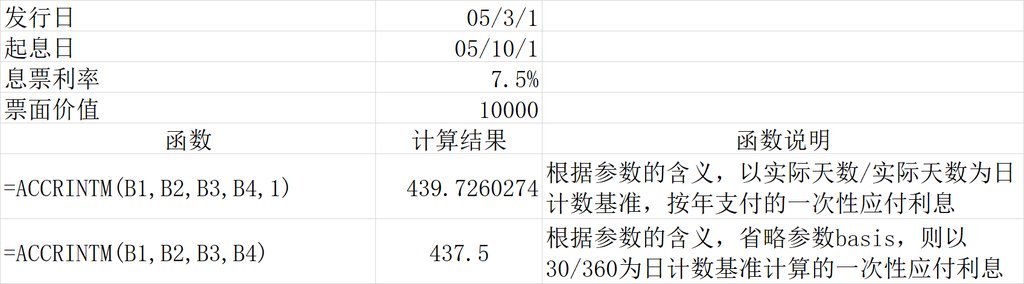 发行日 05/3/1
起息日 05/10/1
息票利率 7.5%
票面价值 10000
函数 计算结果 函数说明
=ACCRINTM(B1,B2,B3,B4,1) 439.7260274 根据参数的含义，以实际天数/实际天数为日
计数基准，按年支付的一次性应付利息
=ACCRINTM(B1,B2,B3,B4) 437.5 根据参数的含义，省略参数basis，则以
30/360为日计数基准计算的一次性应付利息